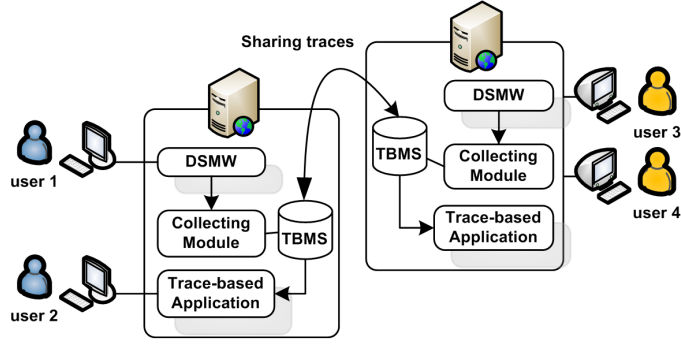 Sharing traces
DSMW
user 3
TBMS
Collecting
Module
user 4
Trace-based
Application
user 1
DSMW
Collecting
Module
TBMS
Trace-based
Application
user 2